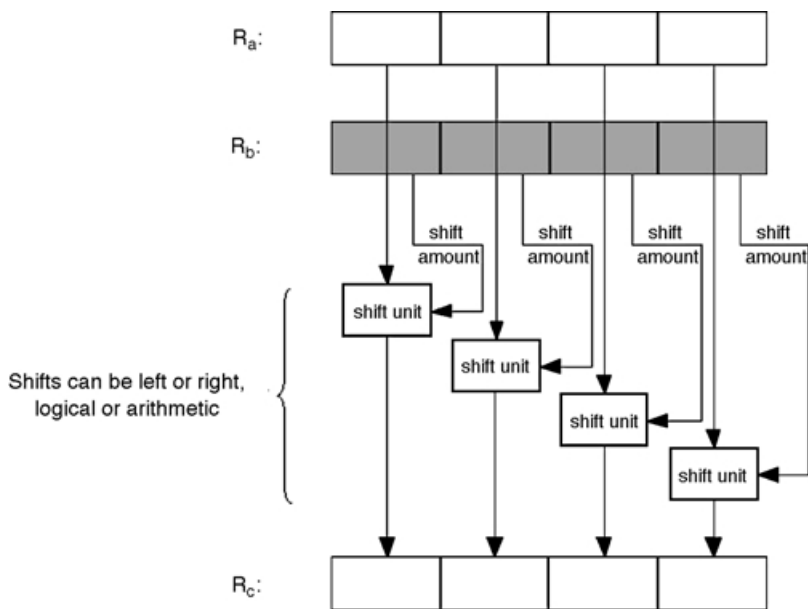 Ra:
Rb:
shift
amount
shift
amount
shift
amount
shift
amount
shift unit
shift unit
Shifts can be left or right,
logical or arithmetic
shift unit
shift unit
Rc: